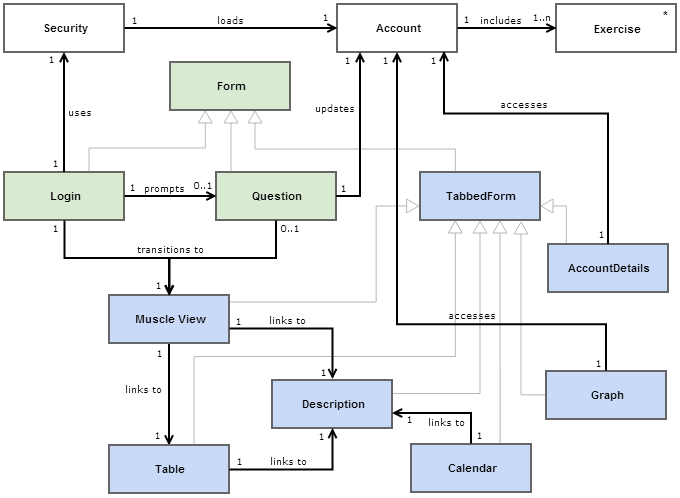 Security
1
loads
1
Account
1
includes
1..n
Exercise
*
1
1
1
1
Form
updates
accesses
uses
1
Login
1
prompts
0..1
Question
1
TabbedForm
1
0..1
1
transitions to
AccountDetails
1
Muscle View
1
links to
accesses
1
1
links to
1
1
Graph
Description
1
1
links to
1
1
Table
1
links to
Calendar